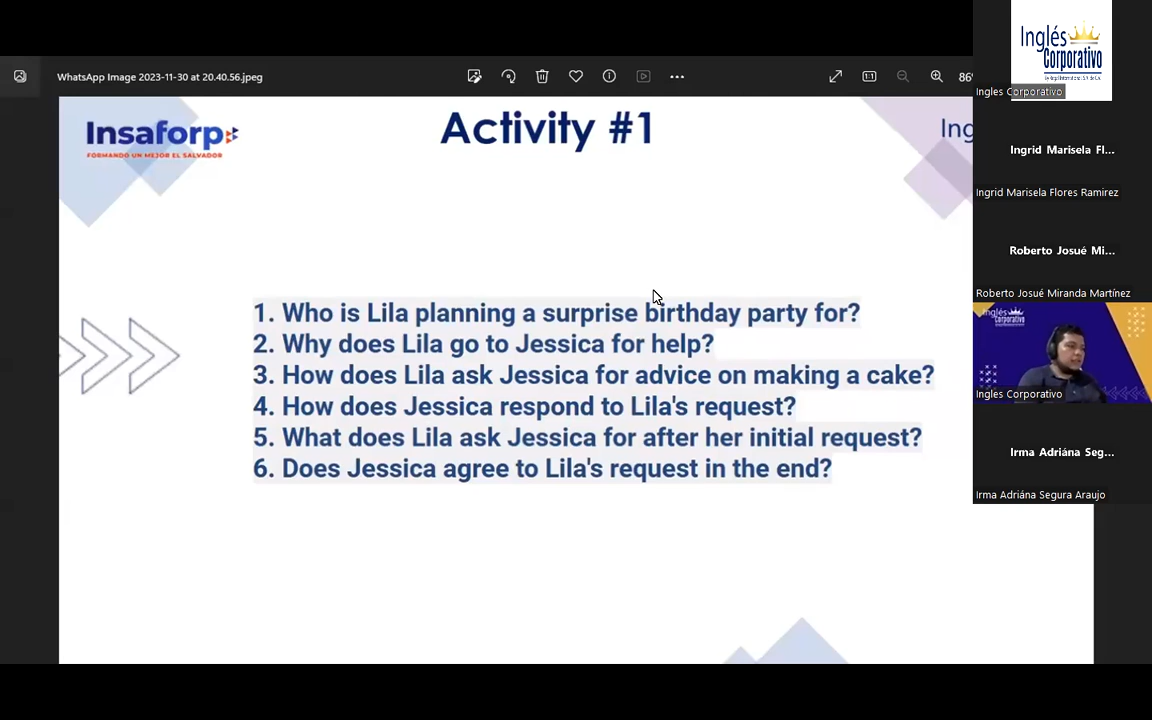 WhatsApp Image 2023-11-30 at 20.40.56.jpeg
86
Insaforp
FORMANDO UN MEJOR EL SALVADOR
Activity #1
Ing
1. Who is Lila planning a surprise birthday party for?
2. Why does Lila go to Jessica for help?
3. How does Lila ask Jessica for advice on making a cake?
4. How does Jessica respond to Lila's request?
5. What does Lila ask Jessica for after her initial request?
6. Does Jessica agree to Lila's request in the end?
Inglés
Corporativo
Ingles Corporativo
Ingrid Marisela Fl...
Ingrid Marisela Flores Ramirez
Roberto Josué Mi...
Roberto Josué Miranda Martínez
Inglés
Corporativo
Ingles Corporativo
Irma Adriána Seg...
Irma Adriána Segura Araujo